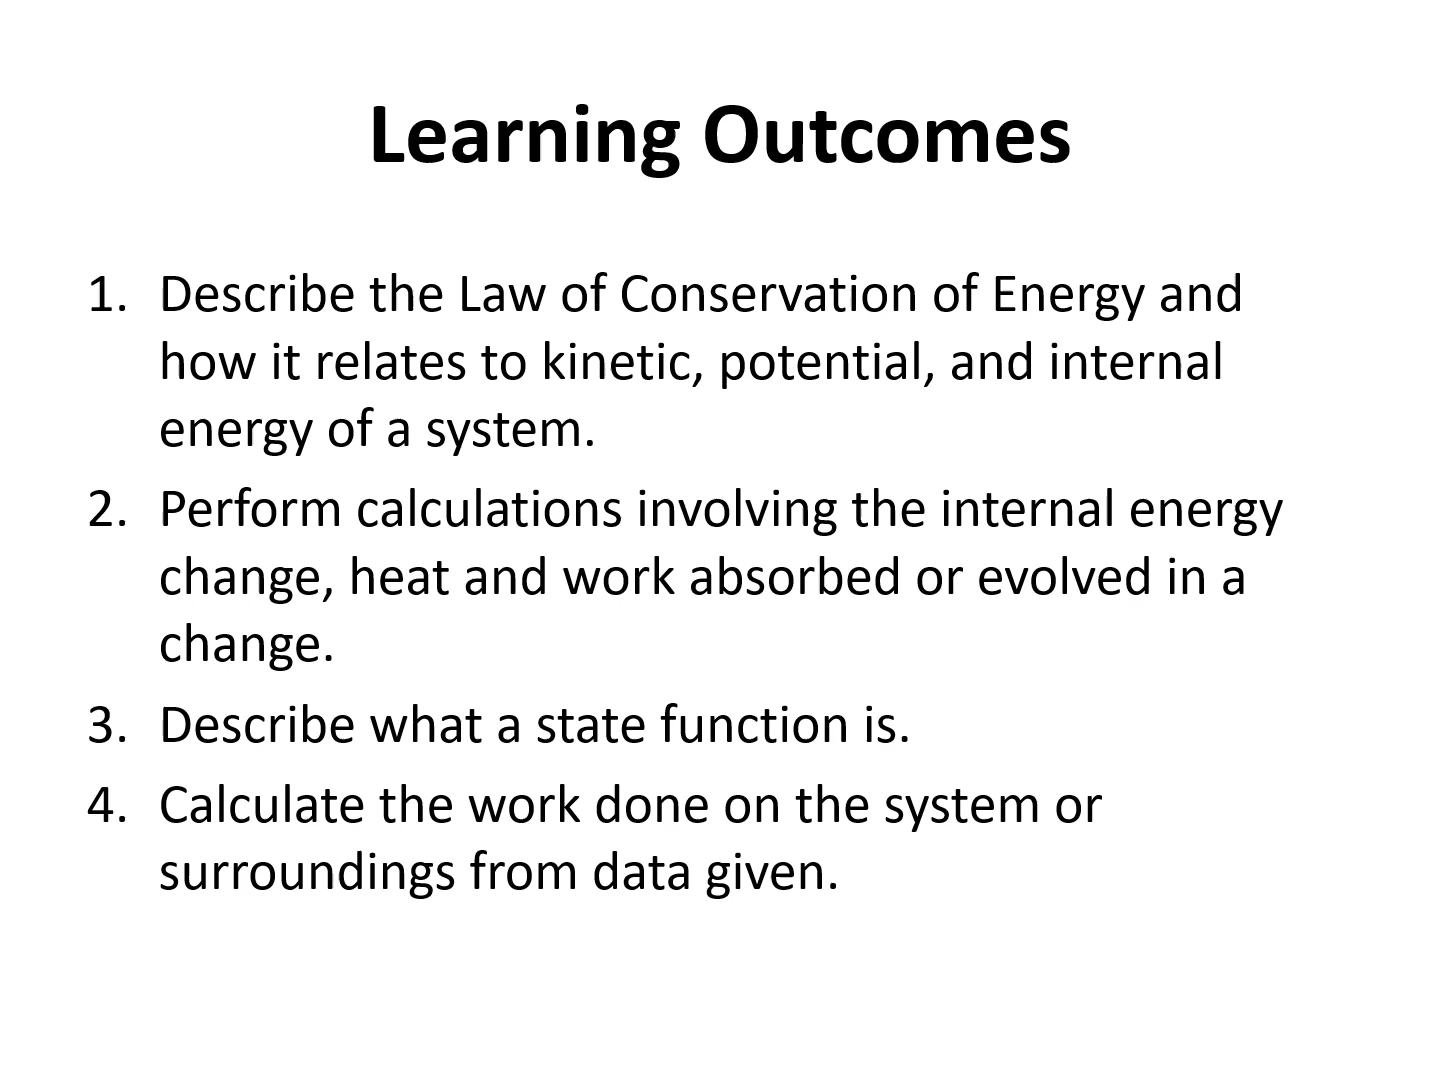 Learning Outcomes
1. Describe the Law of Conservation of Energy and
how it relates to kinetic, potential, and internal
energy of a system.
2. Perform calculations involving the internal energy
change, heat and work absorbed or evolved in a
change.
3. Describe what a state function is.
4. Calculate the work done on the system or
surroundings from data given.